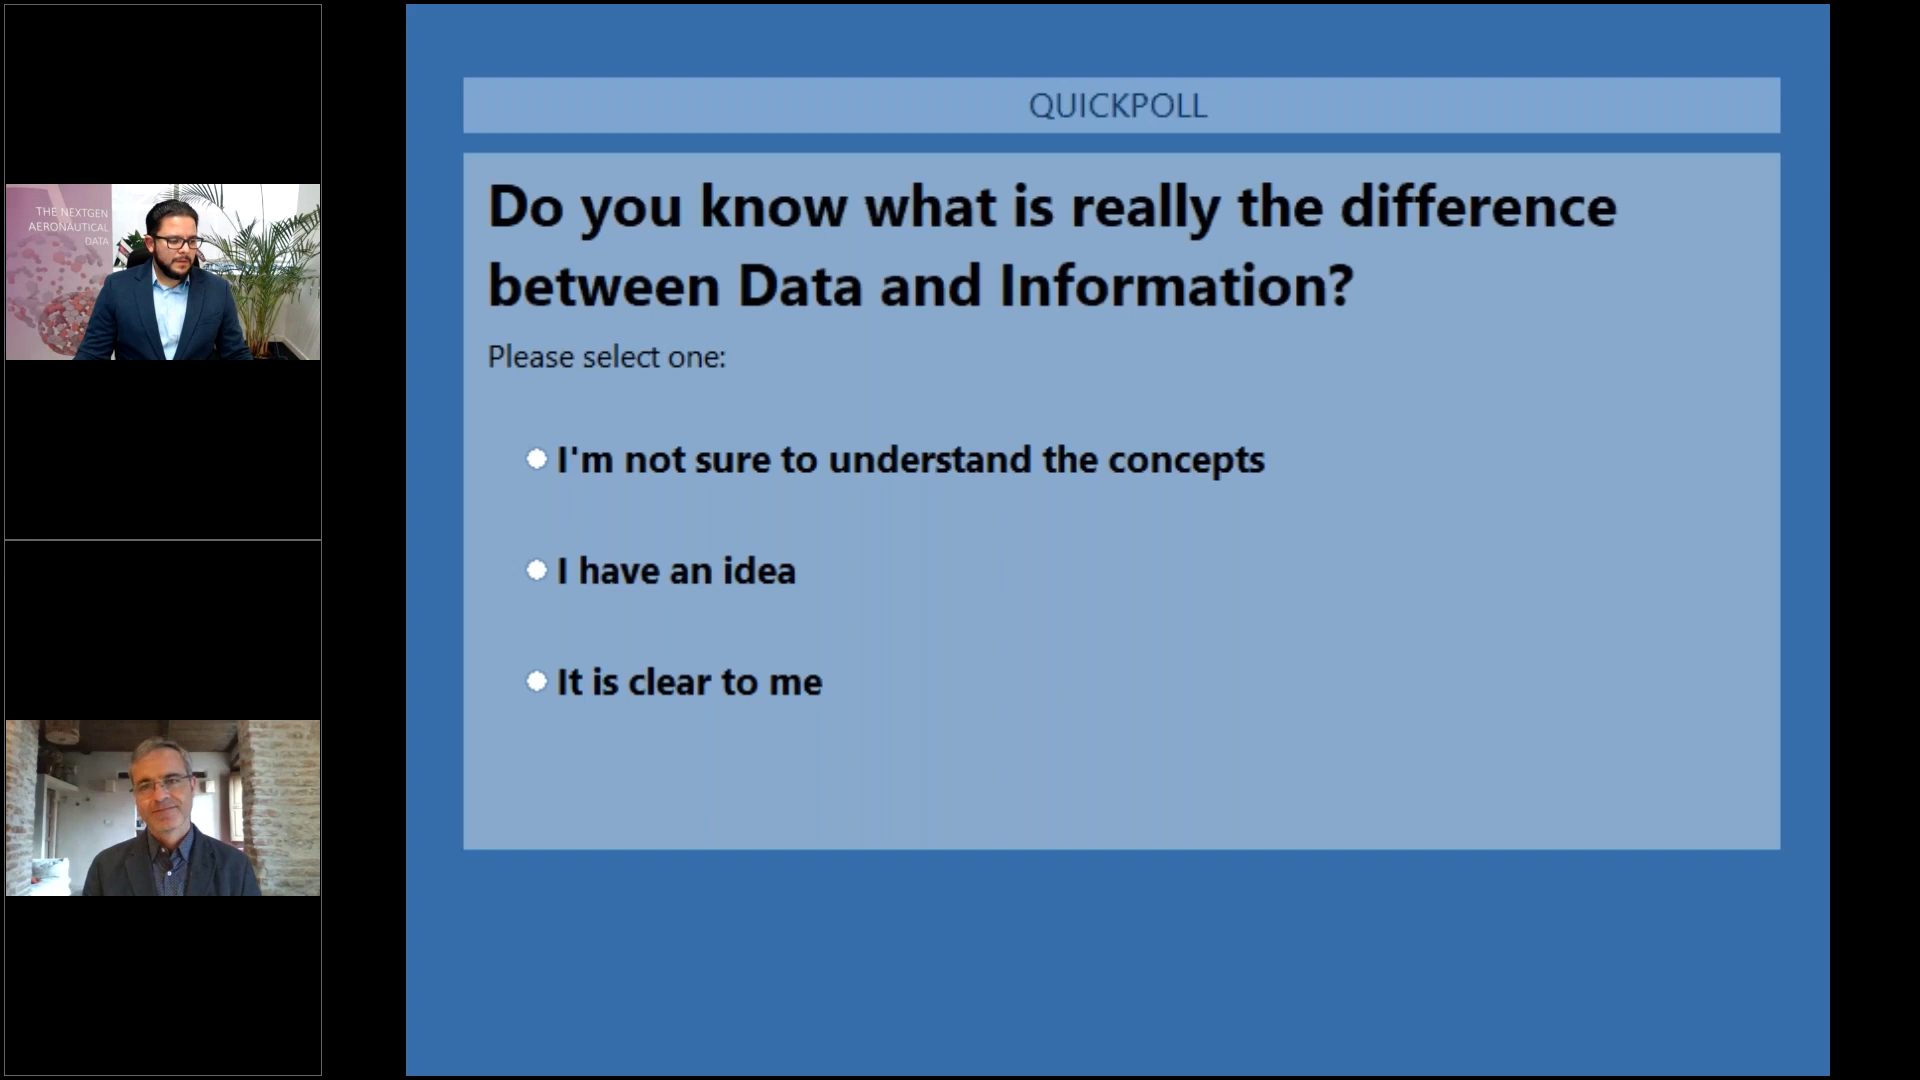 THE NEXTGEN
AERONAUTICAL
DATA
QUICKPOLL
Do you know what is really the difference
between Data and Information?
Please select one:
I'm not sure to understand the concepts
I have an idea
It is clear to me